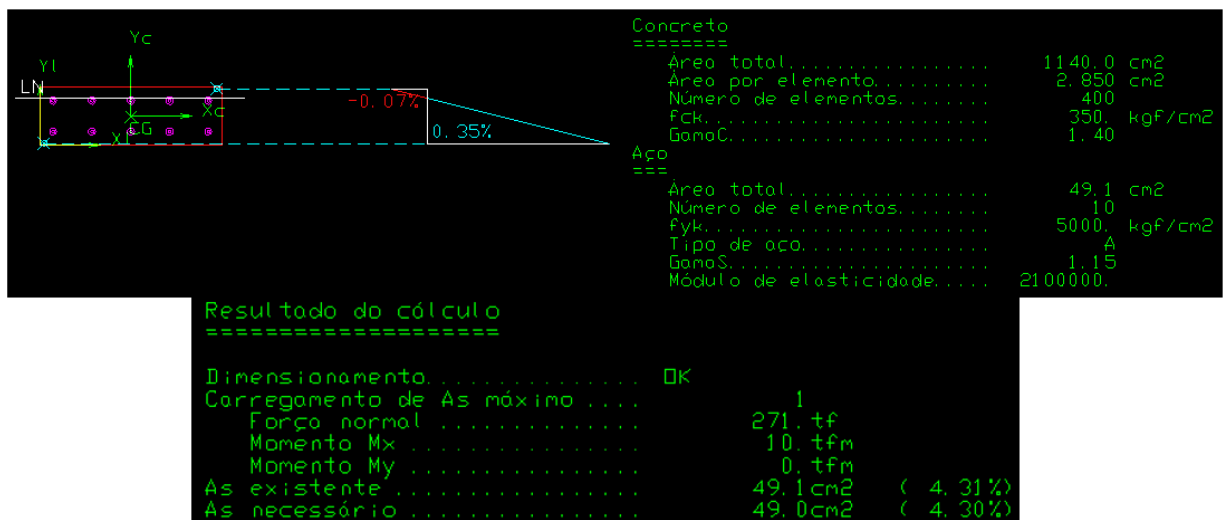 Yc
Yl
LN
Xc
CG
Xl
-0.07%
0.35%
Concreto
========
Área total................... 1140.0 cm2
Área por elemento............ 2.850 cm2
Número de elementos........ 400
fck.......................... 350. kgf/cm2
GamaC........................ 1.40
Aço
===
Área total................... 49.1 cm2
Número de elementos........ 10
fyk.......................... 5000. kgf/cm2
Tipo de aço.................. A
GamaS........................ 1.15
Módulo de elasticidade..... 2100000.
Resultado do cálculo
====================
Dimensionamento................ OK
Carregamento de As máximo .... 1
Força normal ............... 271. tf
Momento Mx ................. 10. tfm
Momento My ................. 0. tfm
As existente .................. 49.1cm2 ( 4.31%)
As necessário ................. 49.0cm2 ( 4.30%)